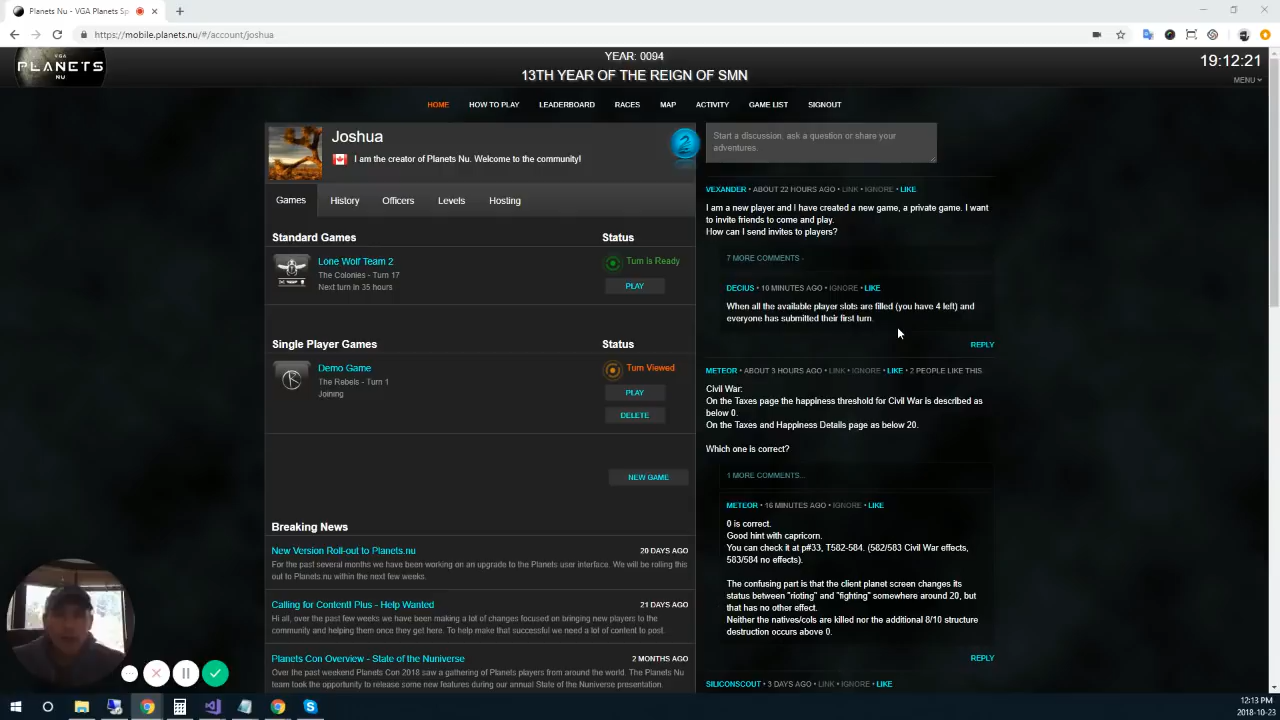 Planets Nu - VGA Planets Sp
https://mobile.planets.nu/#/account/joshua
VGA
PLANETS
NU
YEAR: 0094
13TH YEAR OF THE REIGN OF SMN
19:12:21
MENU
HOME HOW TO PLAY LEADERBOARD RACES MAP ACTIVITY GAME LIST SIGNOUT
Joshua
I am the creator of Planets Nu. Welcome to the community!
2
Games History Officers Levels Hosting
Standard Games Status
Lone Wolf Team 2 Turn is Ready
The Colonies - Turn 17
Next turn in 35 hours
PLAY
Single Player Games Status
Demo Game Turn Viewed
The Rebels - Turn 1
Joining
PLAY
DELETE
NEW GAME
Breaking News
New Version Roll-out to Planets.nu 20 DAYS AGO
For the past several months we have been working on an upgrade to the Planets user interface. We will be rolling this
out to Planets.nu within the next few weeks.
Calling for Content! Plus - Help Wanted 21 DAYS AGO
Hi all, over the past few weeks we have been making a lot of changes focused on bringing new players to the
community and helping them once they get here. To help make that successful we need a lot of content to post.
Planets Con Overview - State of the Nuniverse 2 MONTHS AGO
Over the past weekend Planets Con 2018 saw a gathering of Planets players from around the world. The Planets Nu
team took the opportunity to release some new features during our annual State of the Nuniverse presentation.
Start a discussion, ask a question or share your
adventures.
VEXANDER • ABOUT 22 HOURS AGO • LINK • IGNORE • LIKE
I am a new player and I have created a new game, a private game. I want
to invite friends to come and play.
How can I send invites to players?
7 MORE COMMENTS -
DECIUS • 10 MINUTES AGO • IGNORE • LIKE
When all the available player slots are filled (you have 4 left) and
everyone has submitted their first turn.
REPLY
METEOR • ABOUT 3 HOURS AGO • LINK • IGNORE • LIKE • 2 PEOPLE LIKE THIS
Civil War:
On the Taxes page the happiness threshold for Civil War is described as
below 0.
On the Taxes and Happiness Details page as below 20.
Which one is correct?
1 MORE COMMENTS...
METEOR • 16 MINUTES AGO • IGNORE • LIKE
0 is correct.
Good hint with capricorn.
You can check it at p#33, T582-584. (582/583 Civil War effects,
583/584 no effects).
The confusing part is that the client planet screen changes its
status between "rioting" and "fighting" somewhere around 20, but
that has no other effect.
Neither the natives/cols are killed nor the additional 8/10 structure
destruction occurs above 0.
REPLY
SILICONSCOUT • 3 DAYS AGO • LINK • IGNORE • LIKE
12:13 PM
2018-10-23